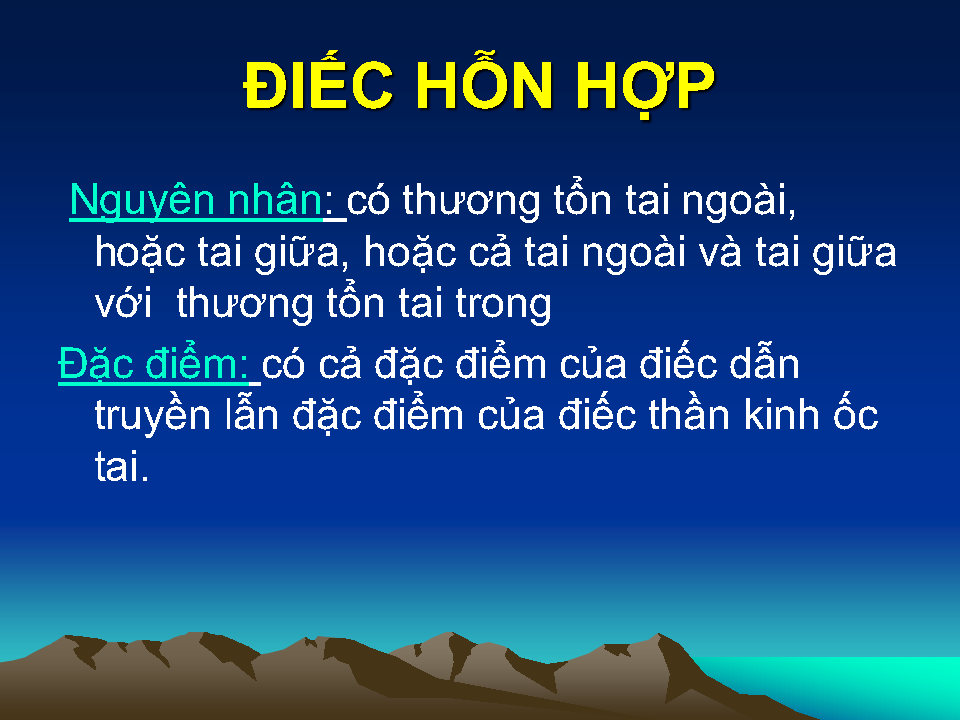 ĐIẾC HỖN HỢP
Nguyên nhân: có thương tổn tai ngoài,
hoặc tai giữa, hoặc cả tai ngoài và tai giữa
với thương tổn tai trong
Đặc điểm: có cả đặc điểm của điếc dẫn
truyền lẫn đặc điểm của điếc thần kinh ốc
tai.